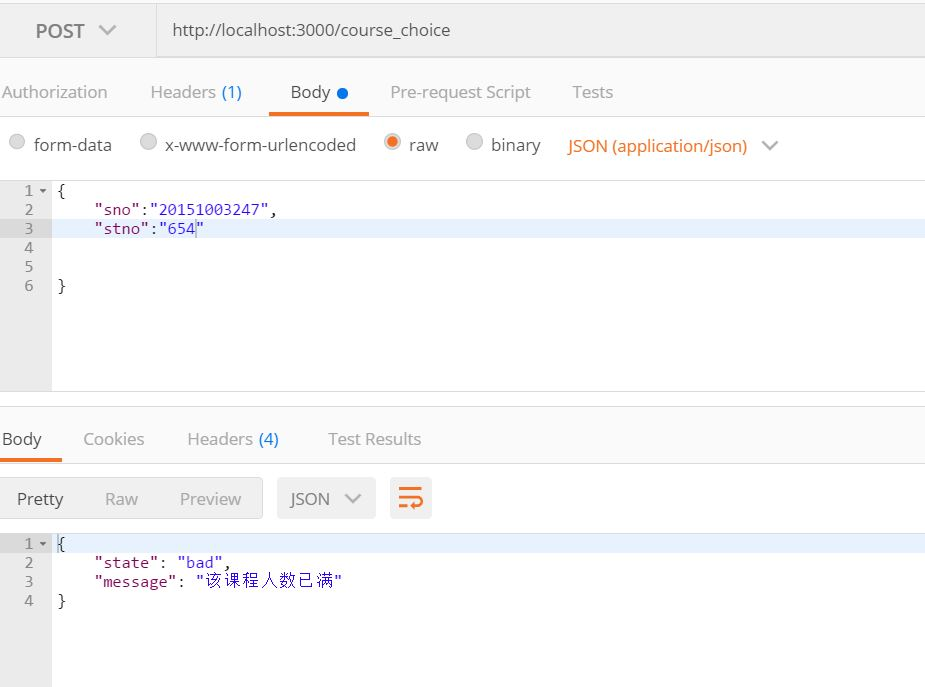 POST http://localhost:3000/course_choice
Authorization Headers (1) Body Pre-request Script Tests
form-data x-www-form-urlencoded raw binary JSON (application/json)
1 {
2 "sno":"20151003247",
3 "stno":"654"
4
5
6 }
Body Cookies Headers (4) Test Results
Pretty Raw Preview JSON
1 {
2 "state": "bad",
3 "message": "该课程人数已满"
4 }